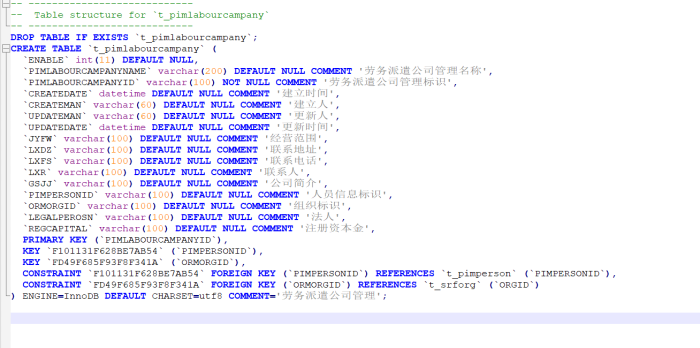 -- ----------------------------
-- Table structure for `t_pimlabourcampany`
-- ----------------------------
DROP TABLE IF EXISTS `t_pimlabourcampany`;
CREATE TABLE `t_pimlabourcampany` (
`ENABLE` int(11) DEFAULT NULL,
`PIMLABOURCAMPANYNAME` varchar(200) DEFAULT NULL COMMENT '劳务派遣公司管理名称',
`PIMLABOURCAMPANYID` varchar(100) NOT NULL COMMENT '劳务派遣公司管理标识',
`CREATEDATE` datetime DEFAULT NULL COMMENT '建立时间',
`CREATEMAN` varchar(60) DEFAULT NULL COMMENT '建立人',
`UPDATEMAN` varchar(60) DEFAULT NULL COMMENT '更新人',
`UPDATEDATE` datetime DEFAULT NULL COMMENT '更新时间',
`JYFW` varchar(100) DEFAULT NULL COMMENT '经营范围',
`LXDZ` varchar(100) DEFAULT NULL COMMENT '联系地址',
`LXFS` varchar(100) DEFAULT NULL COMMENT '联系电话',
`LXR` varchar(100) DEFAULT NULL COMMENT '联系人',
`GSJJ` varchar(100) DEFAULT NULL COMMENT '公司简介',
`PIMPERSONID` varchar(100) DEFAULT NULL COMMENT '人员信息标识',
`ORMORGID` varchar(100) DEFAULT NULL COMMENT '组织标识',
`LEGALPEROSN` varchar(100) DEFAULT NULL COMMENT '法人',
`REGCAPITAL` varchar(100) DEFAULT NULL COMMENT '注册资本金',
PRIMARY KEY (`PIMLABOURCAMPANYID`),
KEY `F101131F628BE7AB54` (`PIMPERSONID`),
KEY `FD49F685F93F8F341A` (`ORMORGID`),
CONSTRAINT `F101131F628BE7AB54` FOREIGN KEY (`PIMPERSONID`) REFERENCES `t_pimperson` (`PIMPERSONID`),
CONSTRAINT `FD49F685F93F8F341A` FOREIGN KEY (`ORMORGID`) REFERENCES `t_srforg` (`ORGID`)
) ENGINE=InnoDB DEFAULT CHARSET=utf8 COMMENT='劳务派遣公司管理';